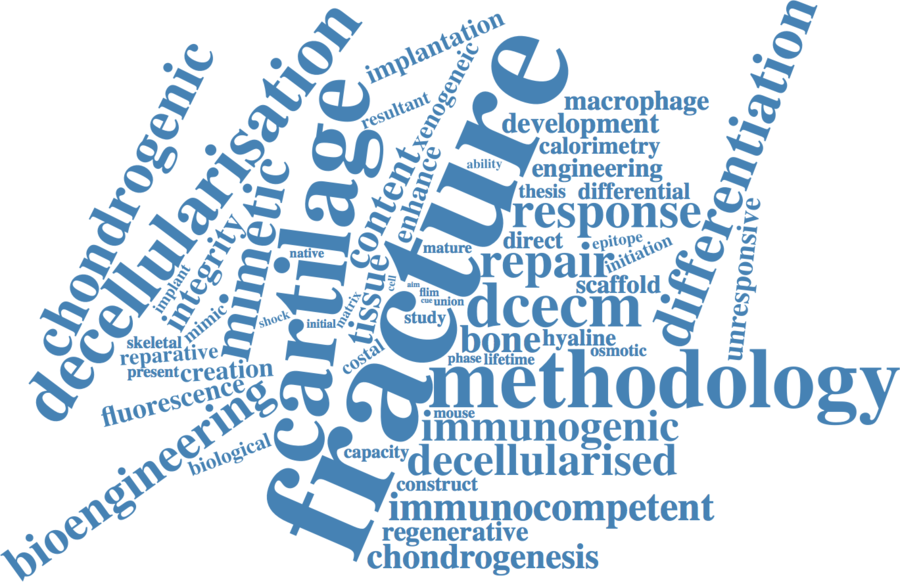 chondrogenic
decellularisation
cartilage
fracture
differentiation
implantation
resultant
xenogeneic
macrophage
development
calorimetry
ability
engineering
thesis
differential
response
content
enhance
integrity
mimetic
native
mature
direct
epitope
initiation
unresponsive
repair
scaffold
implant
tissue
cell
aim
flim
cue
union
dcecm
study
mimic
shock
initial
matrix
skeletal
reparative
present
creation
costal
bone
hyaline
osmotic
phase
lifetime
methodology
fluorescence
bioengineering
biological
mouse
immunogenic
capacity
decellularised
construct
immunocompetent
regenerative
chondrogenesis